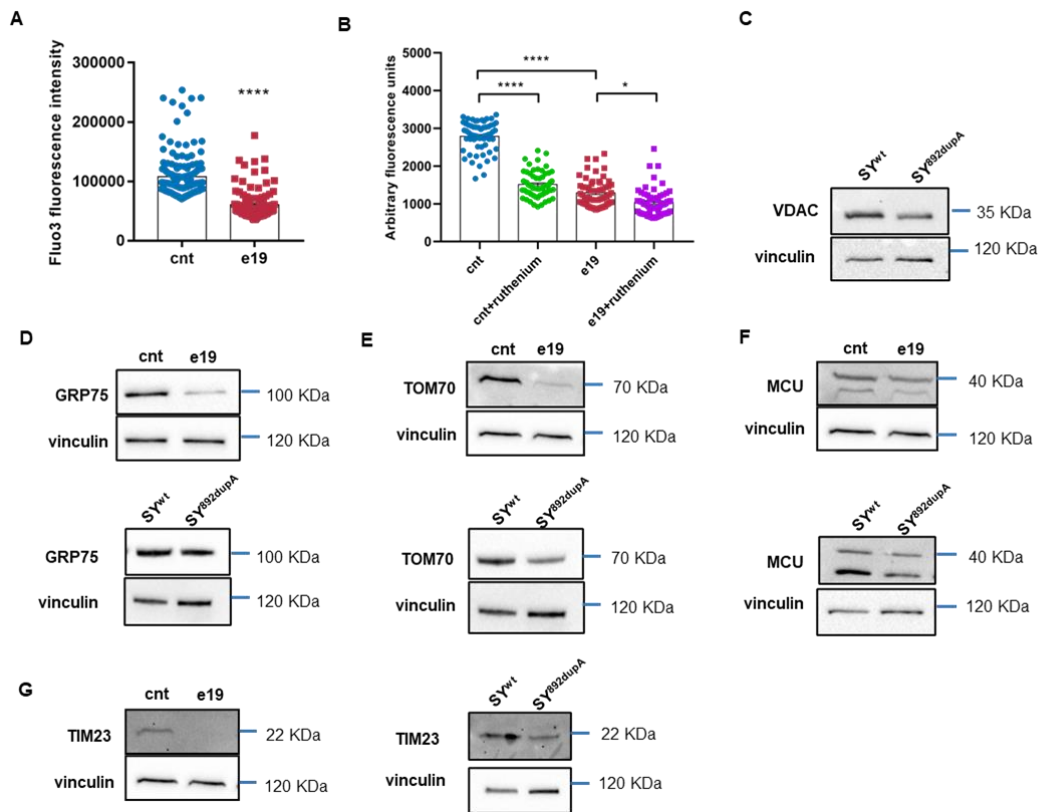 A
Fluo3 fluorescence intensity
300000
200000
100000
0
****
cnt
e19
B
Arbitrary fluorescence units
5000
4000
3000
2000
1000
0
****
****
*
cnt
cnt+ruthenium
e19
e19+ruthenium
C
SYwt
SY892dupA
VDAC
35 KDa
vinculin
120 KDa
D
cnt e19
GRP75
100 KDa
vinculin
120 KDa
SYwt
SY892dupA
GRP75
100 KDa
vinculin
120 KDa
E
cnt e19
TOM70
70 KDa
vinculin
120 KDa
SYwt
SY892dupA
TOM70
70 KDa
vinculin
120 KDa
F
cnt e19
MCU
40 KDa
vinculin
120 KDa
SYwt
SY892dupA
MCU
40 KDa
vinculin
120 KDa
G
cnt e19
TIM23
22 KDa
vinculin
120 KDa
SYwt
SY892dupA
TIM23
22 KDa
vinculin
120 KDa